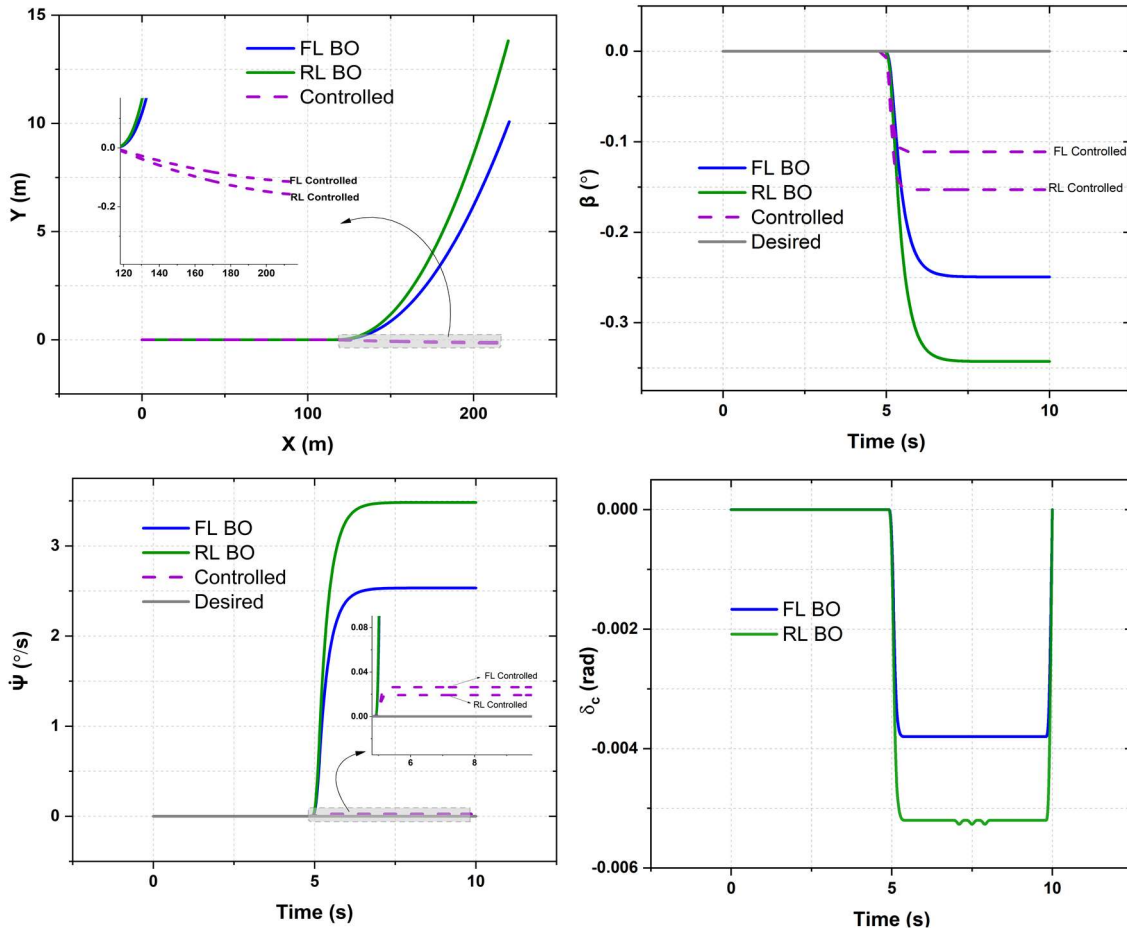 15
10
5
0
Y (m)
FL BO
RL BO
Controlled
0.0
-0.2
120 140 160 180 200
FL Controlled
RL Controlled
0 100 200
X (m)
0.0
-0.1
-0.2
-0.3
β (°)
FL BO
RL BO
Controlled
Desired
FL Controlled
RL Controlled
0 5 10
Time (s)
3
2
1
0
Ψ̇ (°/s)
FL BO
RL BO
Controlled
Desired
0.08
0.04
0.00
6 8
FL Controlled
RL Controlled
0 5 10
Time (s)
0.000
-0.002
-0.004
-0.006
δc (rad)
FL BO
RL BO
0 5 10
Time (s)